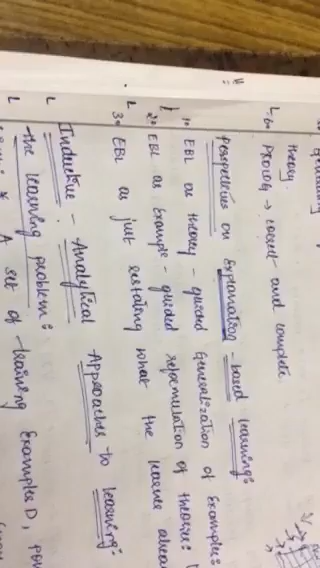 theory
PROLOG → correct and complete.
Perspectives on Explanation - based learning:
1) EBL as theory - guided Generalization of Examples:
2) EBL as Example - guided reformulation of theories:
3) EBL as just restating what the learner alrea
Inductive - Analytical Approaches to Learning:
the learning problem:
* A set of training Examples D,